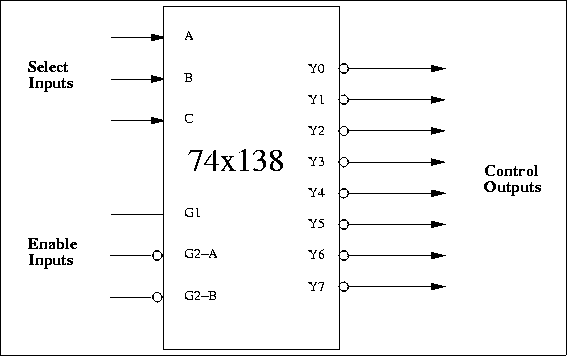 Select
Inputs
A
B
C
74x138
G1
G2-A
G2-B
Enable
Inputs
Y0
Y1
Y2
Y3
Y4
Y5
Y6
Y7
Control
Outputs